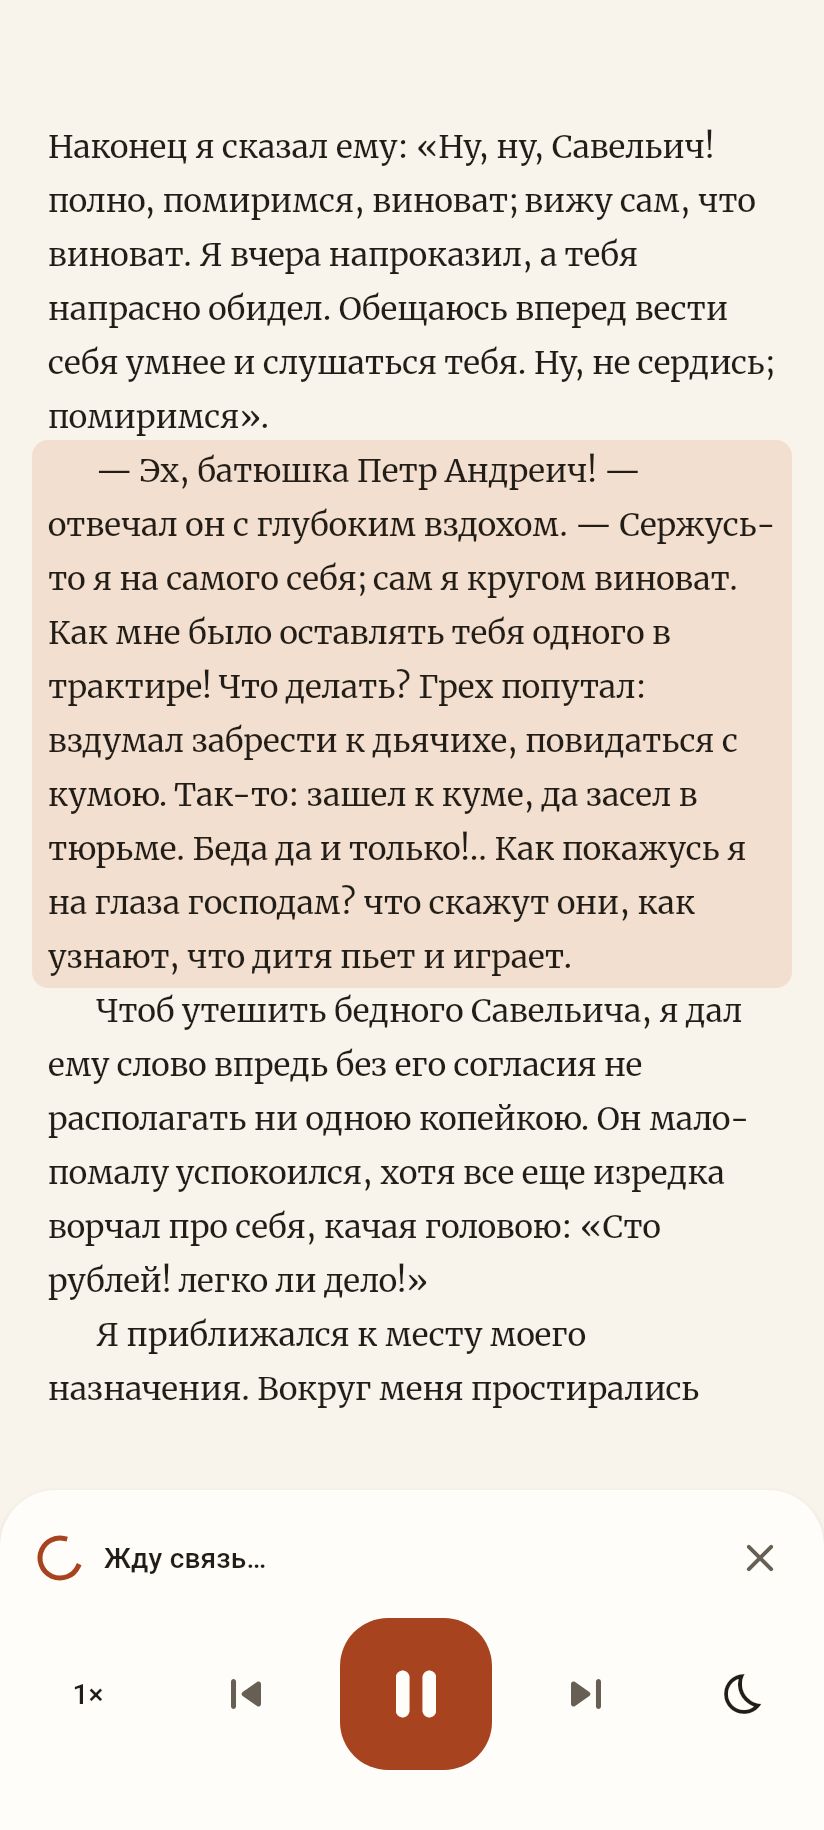 Наконец я сказал ему: «Ну, ну, Савельич!
полно, помиримся, виноват; вижу сам, что
виноват. Я вчера напроказил, а тебя
напрасно обидел. Обещаюсь вперед вести
себя умнее и слушаться тебя. Ну, не сердись;
помиримся».
— Эх, батюшка Петр Андреич! —
отвечал он с глубоким вздохом. — Сержусь-
то я на самого себя; сам я кругом виноват.
Как мне было оставлять тебя одного в
трактире! Что делать? Грех попутал:
вздумал забрести к дьячихе, повидаться с
кумою. Так-то: зашел к куме, да засел в
тюрьме. Беда да и только!.. Как покажусь я
на глаза господам? что скажут они, как
узнают, что дитя пьет и играет.
Чтоб утешить бедного Савельича, я дал
ему слово впредь без его согласия не
располагать ни одною копейкою. Он мало-
помалу успокоился, хотя все еще изредка
ворчал про себя, качая головою: «Сто
рублей! легко ли дело!»
Я приближался к месту моего
назначения. Вокруг меня простирались
Жду связь...
1×